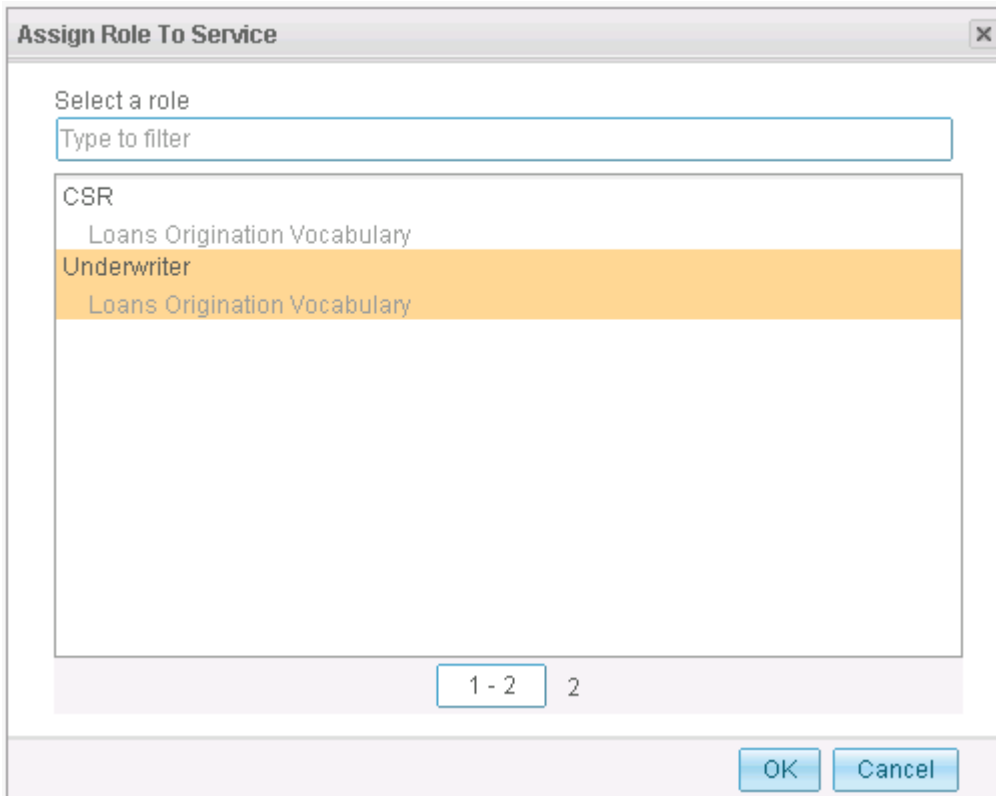 Assign Role To Service
Select a role
Type to filter
CSR
Loans Origination Vocabulary
Underwriter
Loans Origination Vocabulary
1 - 2 2
OK Cancel